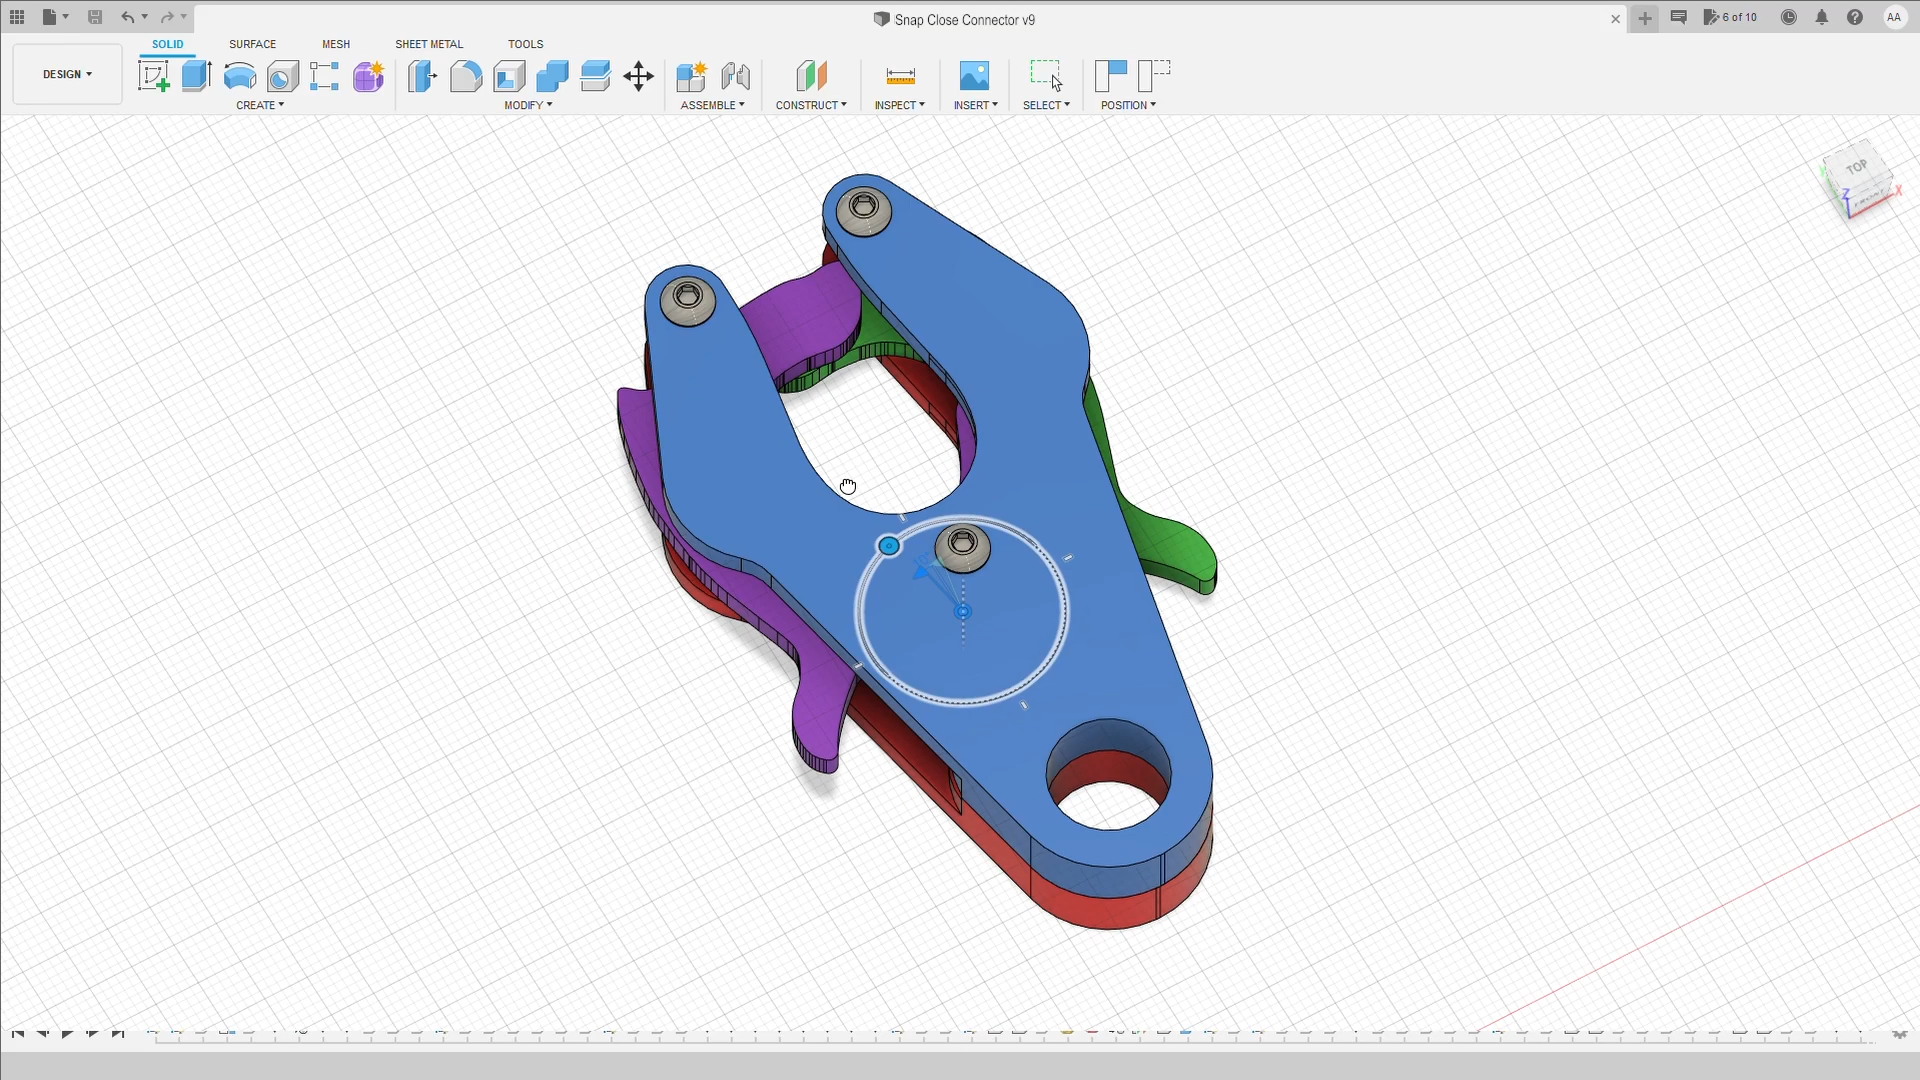 Snap Close Connector v9
6 of 10
AA
SOLID
SURFACE
MESH
SHEET METAL
TOOLS
DESIGN
CREATE
MODIFY
ASSEMBLE
CONSTRUCT
INSPECT
INSERT
SELECT
POSITION
TOP
Z
X